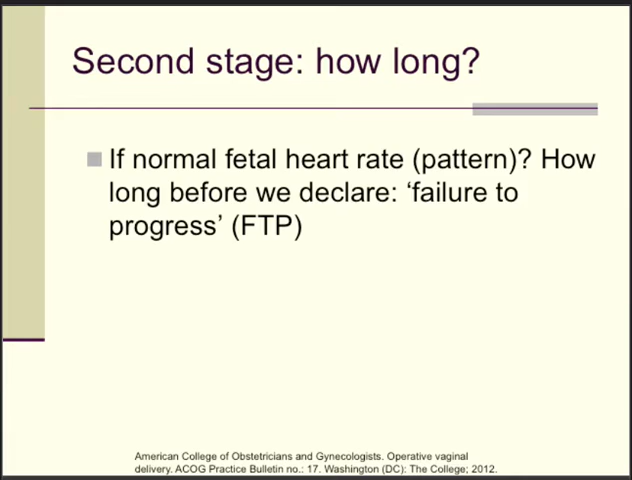 Second stage: how long?
If normal fetal heart rate (pattern)? How
long before we declare: ‘failure to
progress’ (FTP)
American College of Obstetricians and Gynecologists. Operative vaginal
delivery. ACOG Practice Bulletin no.: 17. Washington (DC): The College; 2012.